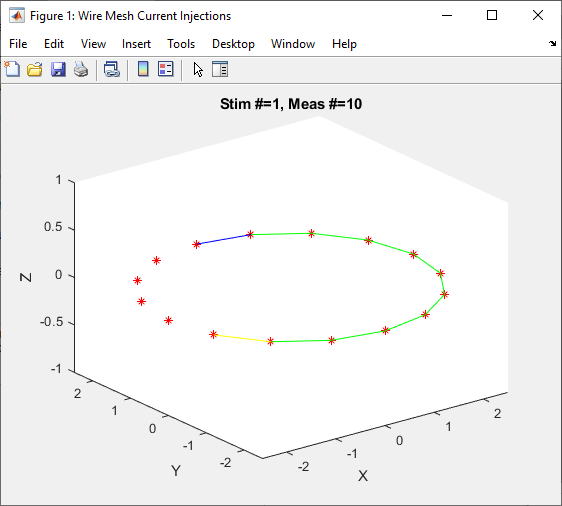 Figure 1: Wire Mesh Current Injections
File Edit View Insert Tools Desktop Window Help
Stim #=1, Meas #=10
1
0.5
0
-0.5
-1
Z
2
1
0
-1
-2
Y
-2
-1
0
1
2
X